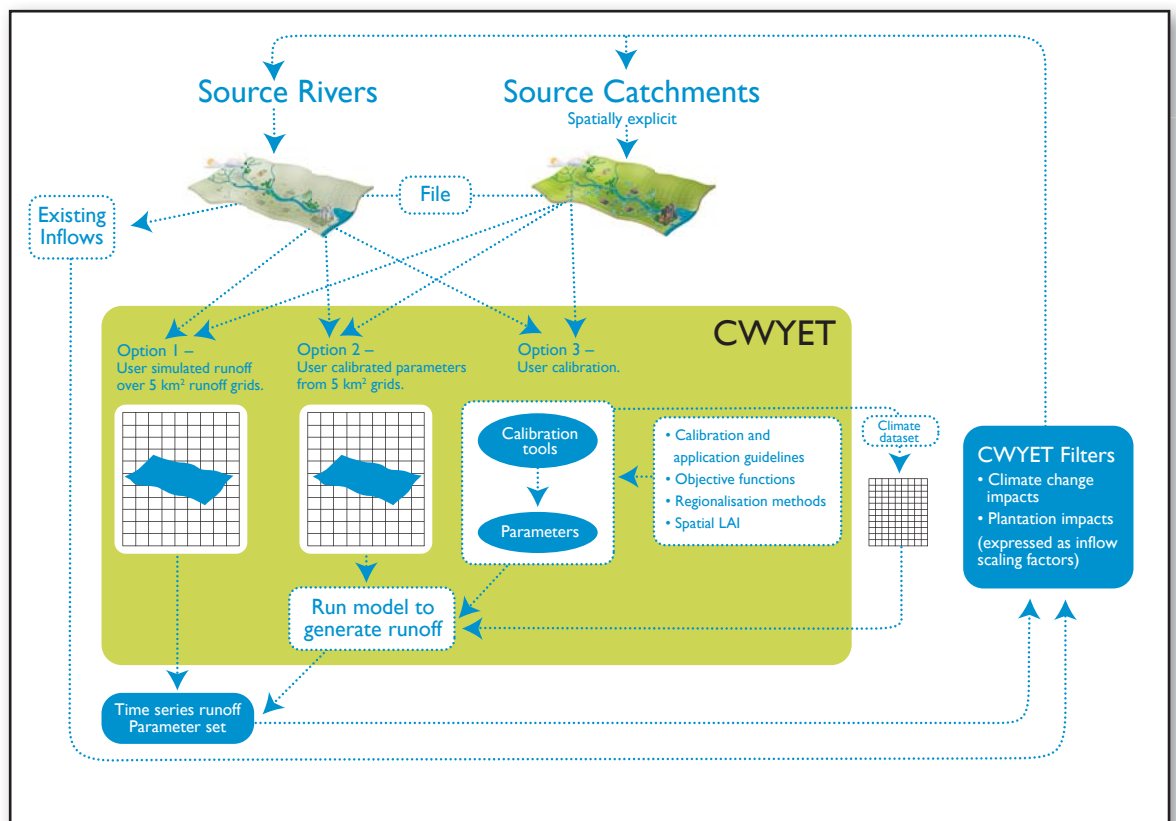 Source Rivers
Source Catchments
Spatially explicit
File
Existing
Inflows
CWYET
Option 1 –
User simulated runoff
over 5 km² runoff grids.
Option 2 –
User calibrated parameters
from 5 km² grids.
Option 3 –
User calibration.
Calibration
tools
Parameters
• Calibration and
application guidelines
• Objective functions
• Regionalisation methods
• Spatial LAI
Climate
dataset
CWYET Filters
• Climate change
impacts
• Plantation impacts
(expressed as inflow
scaling factors)
Run model to
generate runoff
Time series runoff
Parameter set